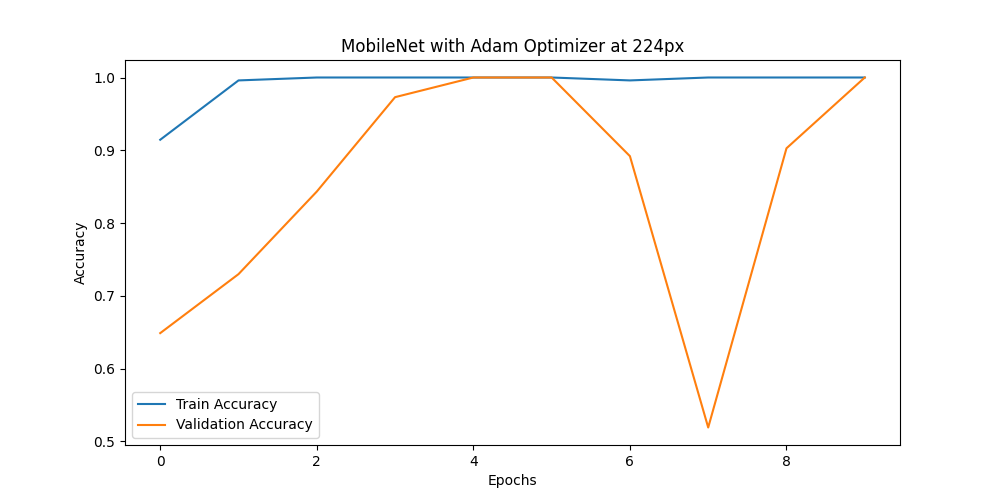 MobileNet with Adam Optimizer at 224px
1.0
0.9
0.8
0.7
0.6
0.5
Accuracy
Train Accuracy
Validation Accuracy
0 2 4 6 8
Epochs